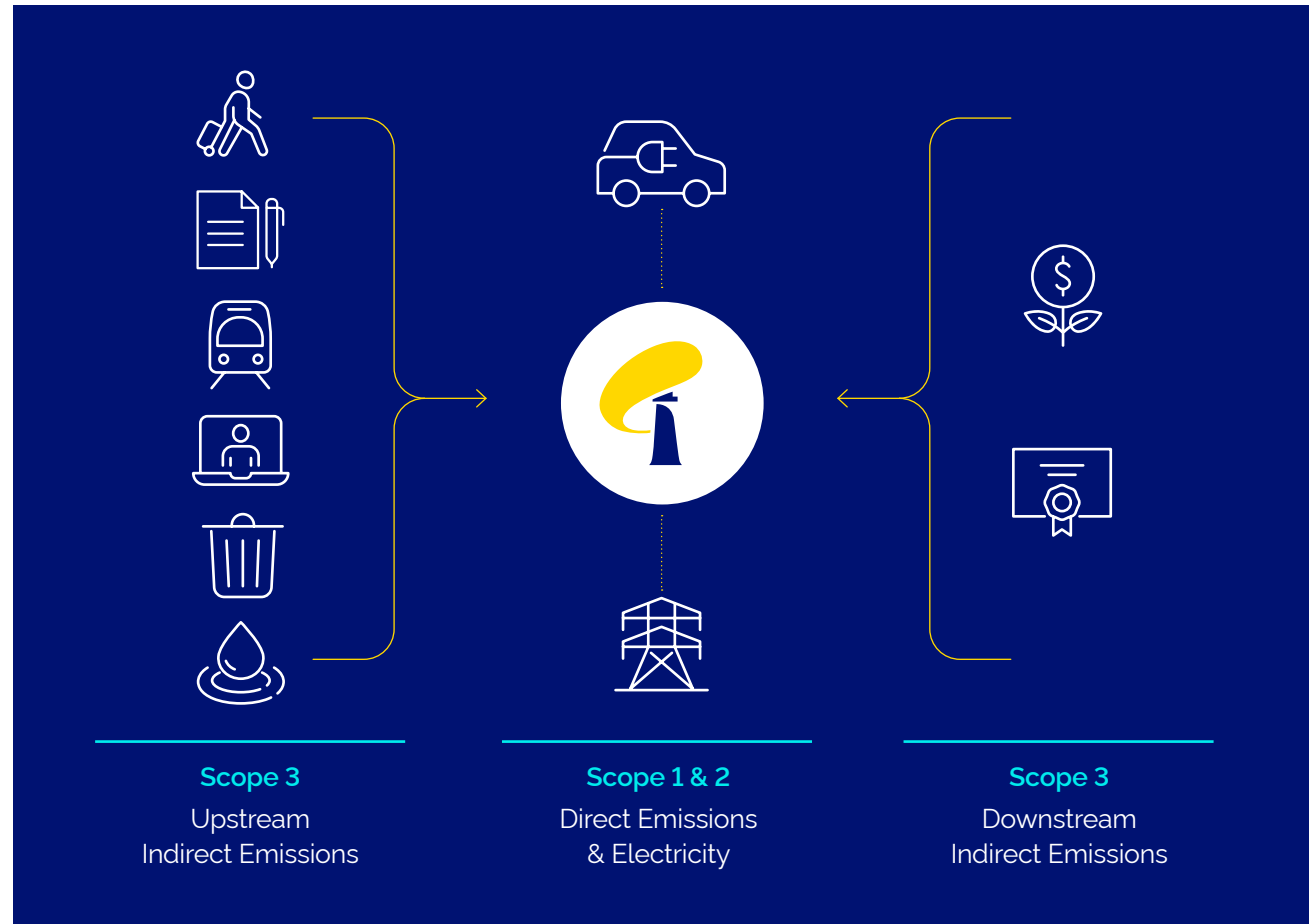 Scope 3
Upstream
Indirect Emissions
Scope 1 & 2
Direct Emissions
& Electricity
Scope 3
Downstream
Indirect Emissions